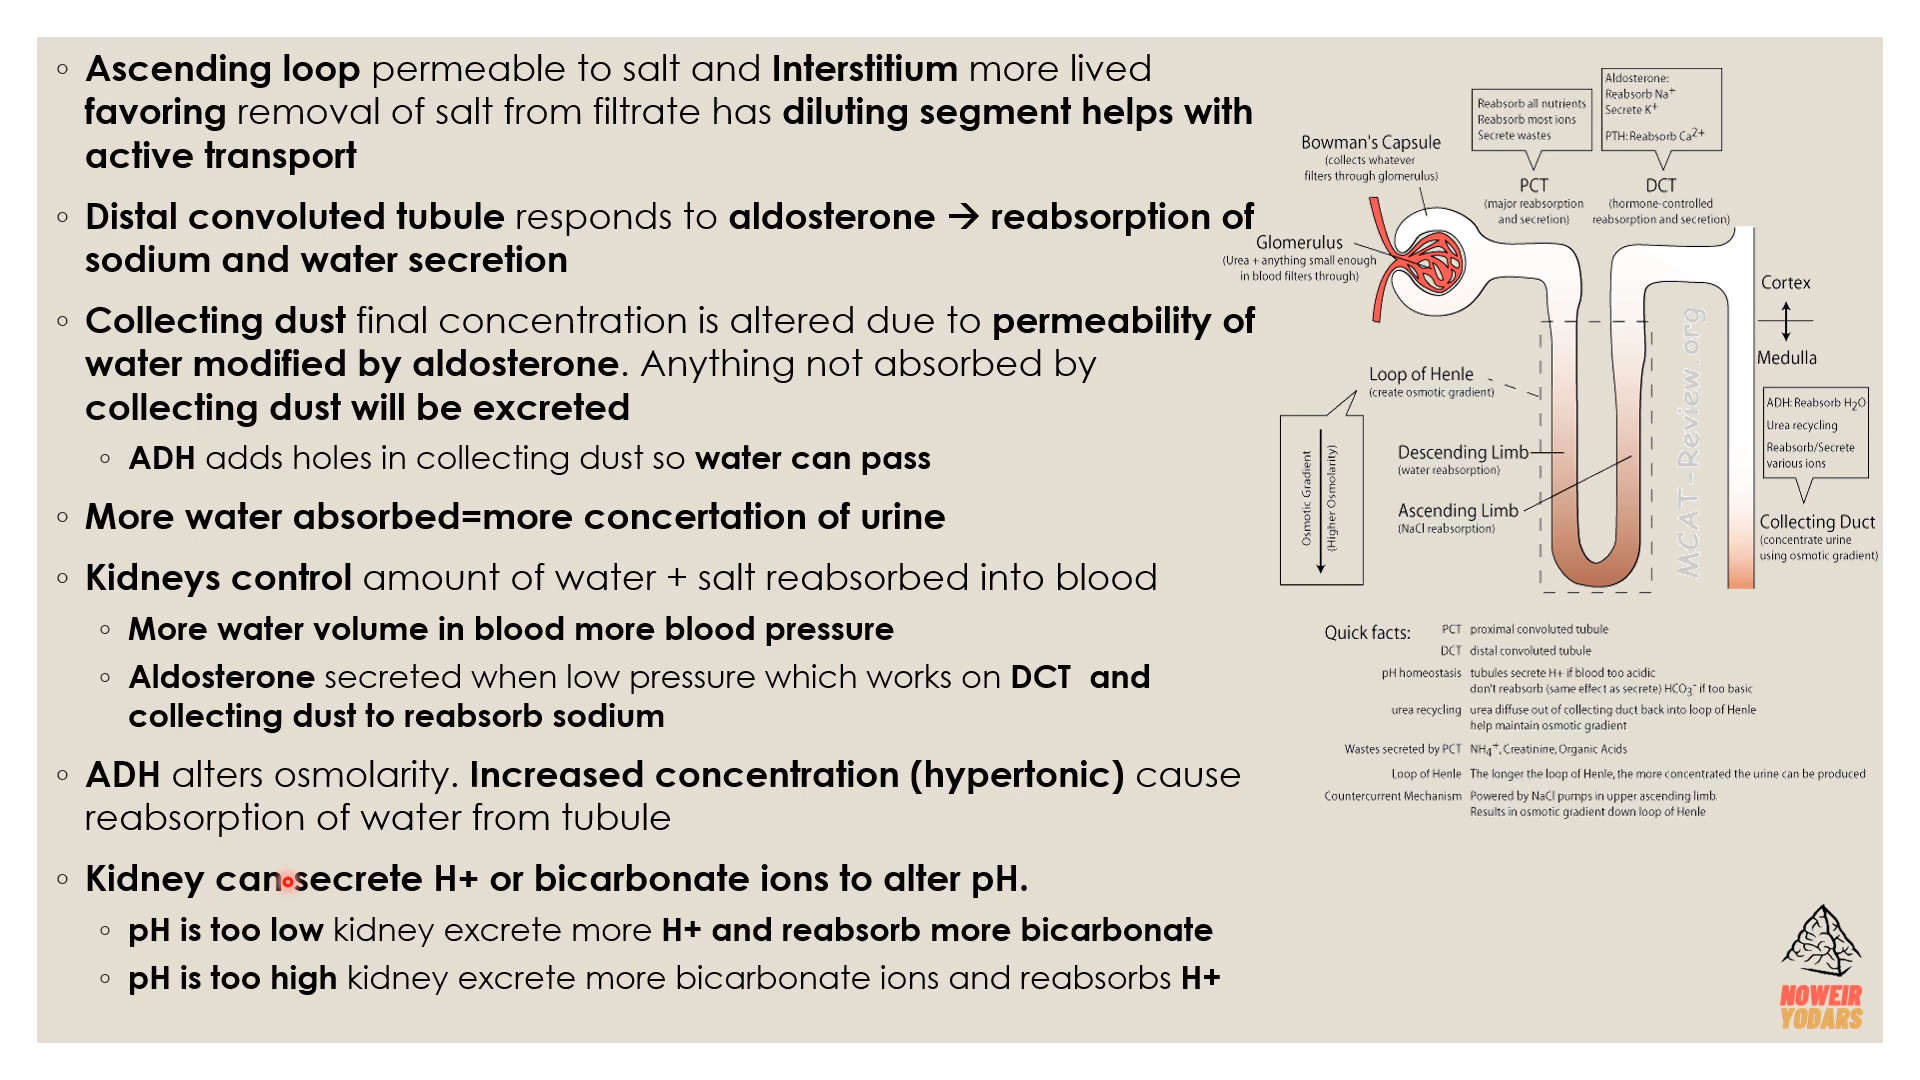 ◦ Ascending loop permeable to salt and Interstitium more lived
favoring removal of salt from filtrate has diluting segment helps with
active transport
◦ Distal convoluted tubule responds to aldosterone → reabsorption of
sodium and water secretion
◦ Collecting dust final concentration is altered due to permeability of
water modified by aldosterone. Anything not absorbed by
collecting dust will be excreted
◦ ADH adds holes in collecting dust so water can pass
◦ More water absorbed=more concertation of urine
◦ Kidneys control amount of water + salt reabsorbed into blood
◦ More water volume in blood more blood pressure
◦ Aldosterone secreted when low pressure which works on DCT and
collecting dust to reabsorb sodium
◦ ADH alters osmolarity. Increased concentration (hypertonic) cause
reabsorption of water from tubule
◦ Kidney can secrete H+ or bicarbonate ions to alter pH.
◦ pH is too low kidney excrete more H+ and reabsorb more bicarbonate
◦ pH is too high kidney excrete more bicarbonate ions and reabsorbs H+
Bowman's Capsule
(collects whatever
filters through glomerulus)
Reabsorb all nutrients
Reabsorb most ions
Secrete wastes
PCT
(major reabsorption
and secretion)
Aldosterone:
Reabsorb Na+
Secrete K+
PTH: Reabsorb Ca2+
DCT
(hormone-controlled
reabsorption and secretion)
Glomerulus
(Urea + anything small enough
in blood filters through)
Cortex
Medulla
Loop of Henle
(create osmotic gradient)
Osmotic Gradient
(Higher Osmolarity)
Descending Limb
(water reabsorption)
Ascending Limb
(NaCl reabsorption)
MCAT-Review.org
ADH: Reabsorb H2O
Urea recycling
Reabsorb/Secrete
various ions
Collecting Duct
(concentrate urine
using osmotic gradient)
Quick facts:
PCT proximal convoluted tubule
DCT distal convoluted tubule
pH homeostasis tubules secrete H+ if blood too acidic
don't reabsorb (same effect as secrete) HCO3- if too basic
urea recycling urea diffuse out of collecting duct back into loop of Henle
help maintain osmotic gradient
Wastes secreted by PCT NH4+, Creatinine, Organic Acids
Loop of Henle The longer the loop of Henle, the more concentrated the urine can be produced
Countercurrent Mechanism Powered by NaCl pumps in upper ascending limb.
Results in osmotic gradient down loop of Henle
NOWEIR
YODARS